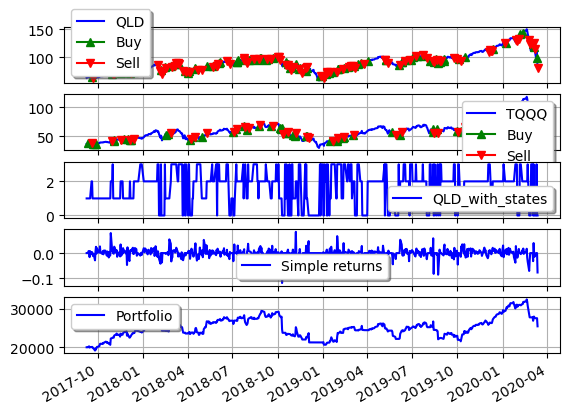 150
100
QLD
Buy
Sell
100
50
TQQQ
Buy
Sell
2
0
QLD_with_states
0.0
−0.1
Simple returns
30000
20000
Portfolio
2017-10
2018-01
2018-04
2018-07
2018-10
2019-01
2019-04
2019-07
2019-10
2020-01
2020-04